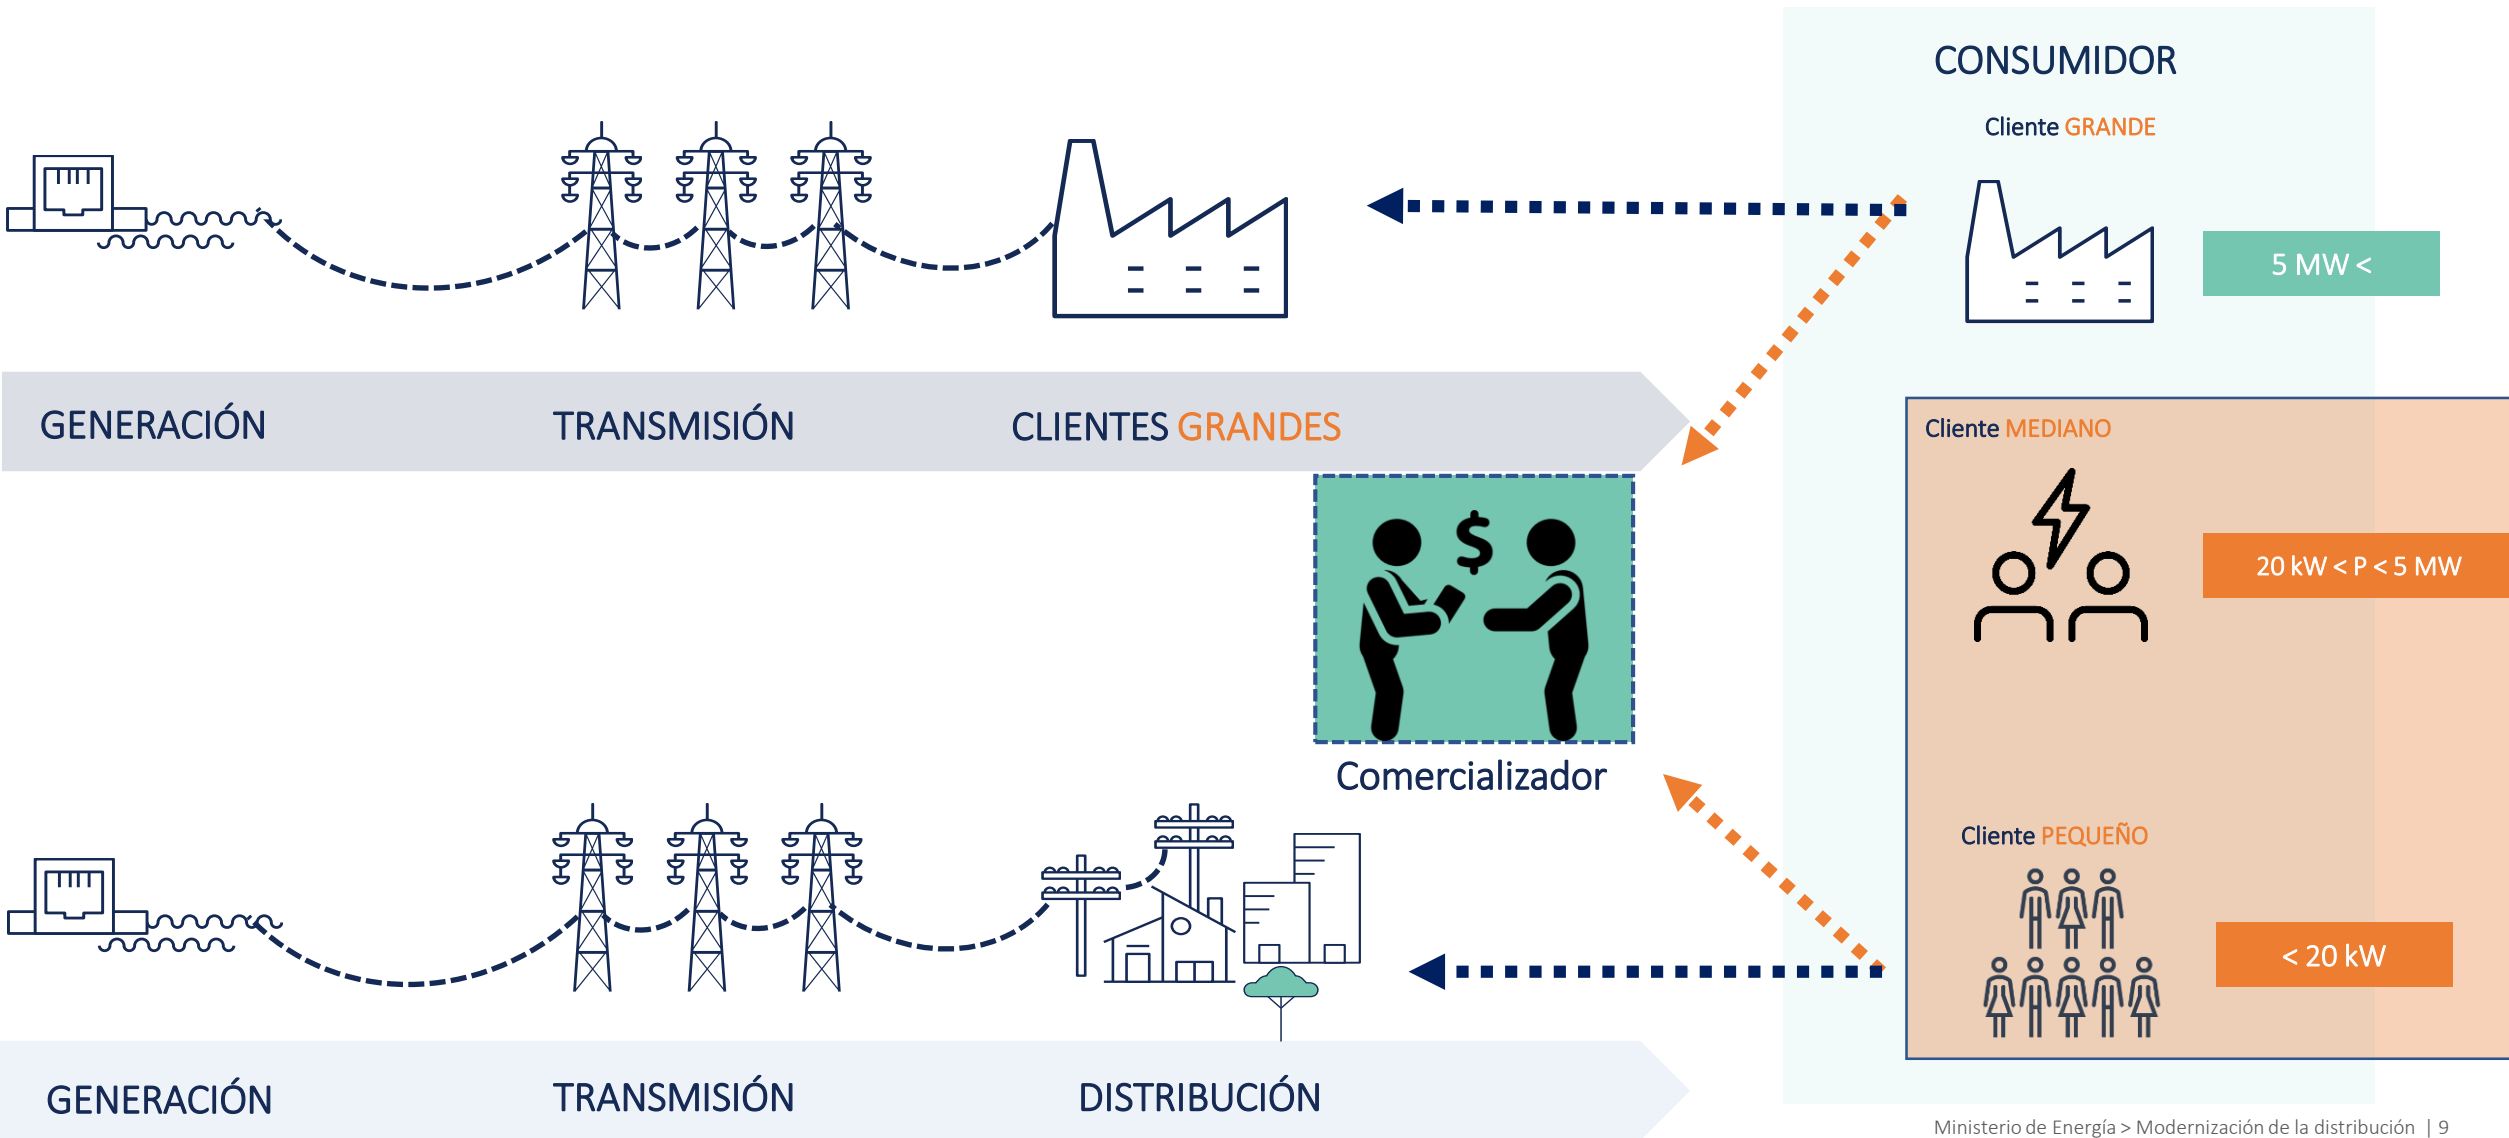 CONSUMIDOR
Cliente GRANDE
5 MW <
GENERACIÓN
TRANSMISIÓN
CLIENTES GRANDES
Cliente MEDIANO
20 kW < P < 5 MW
$
Comercializador
Cliente PEQUEÑO
< 20 kW
GENERACIÓN
TRANSMISIÓN
DISTRIBUCIÓN
Ministerio de Energía > Modernización de la distribución | 9